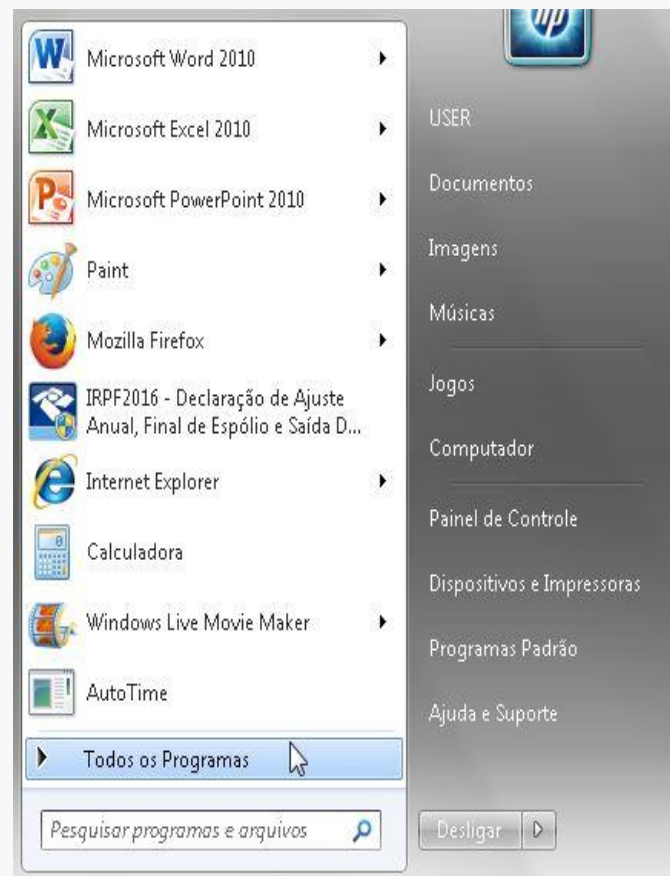 Microsoft Word 2010
Microsoft Excel 2010
Microsoft PowerPoint 2010
Paint
Mozilla Firefox
IRPF2016 - Declaração de Ajuste
Anual, Final de Espólio e Saída D...
Internet Explorer
Calculadora
Windows Live Movie Maker
AutoTime
Todos os Programas
Pesquisar programas e arquivos
hp
USER
Documentos
Imagens
Músicas
Jogos
Computador
Painel de Controle
Dispositivos e Impressoras
Programas Padrão
Ajuda e Suporte
Desligar